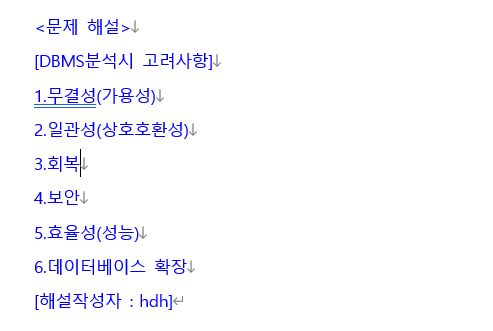 <문제 해설>↓
[DBMS분석시 고려사항]↓
1.무결성(가용성)↓
2.일관성(상호호환성)↓
3.회복↓
4.보안↓
5.효율성(성능)↓
6.데이터베이스 확장↓
[해설작성자 : hdh]↵